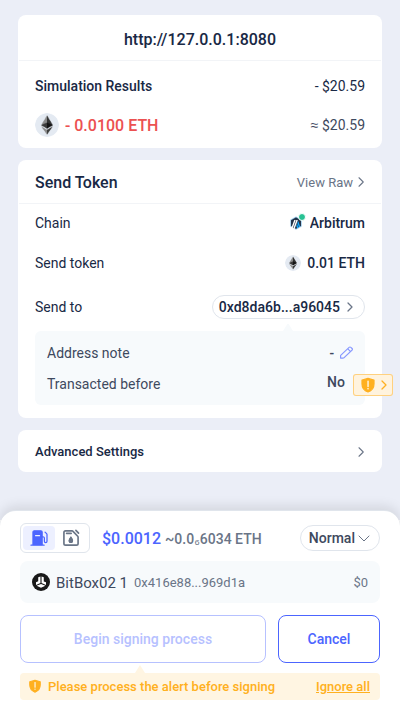 http://127.0.0.1:8080
Simulation Results - $20.59
- 0.0100 ETH ≈ $20.59
Send Token View Raw
Chain Arbitrum
Send token 0.01 ETH
Send to 0xd8da6b...a96045
Address note -
Transacted before No
Advanced Settings
$0.0012 ~0.0₆6034 ETH Normal
BitBox02 1 0x416e88...969d1a $0
Begin signing process Cancel
Please process the alert before signing Ignore all